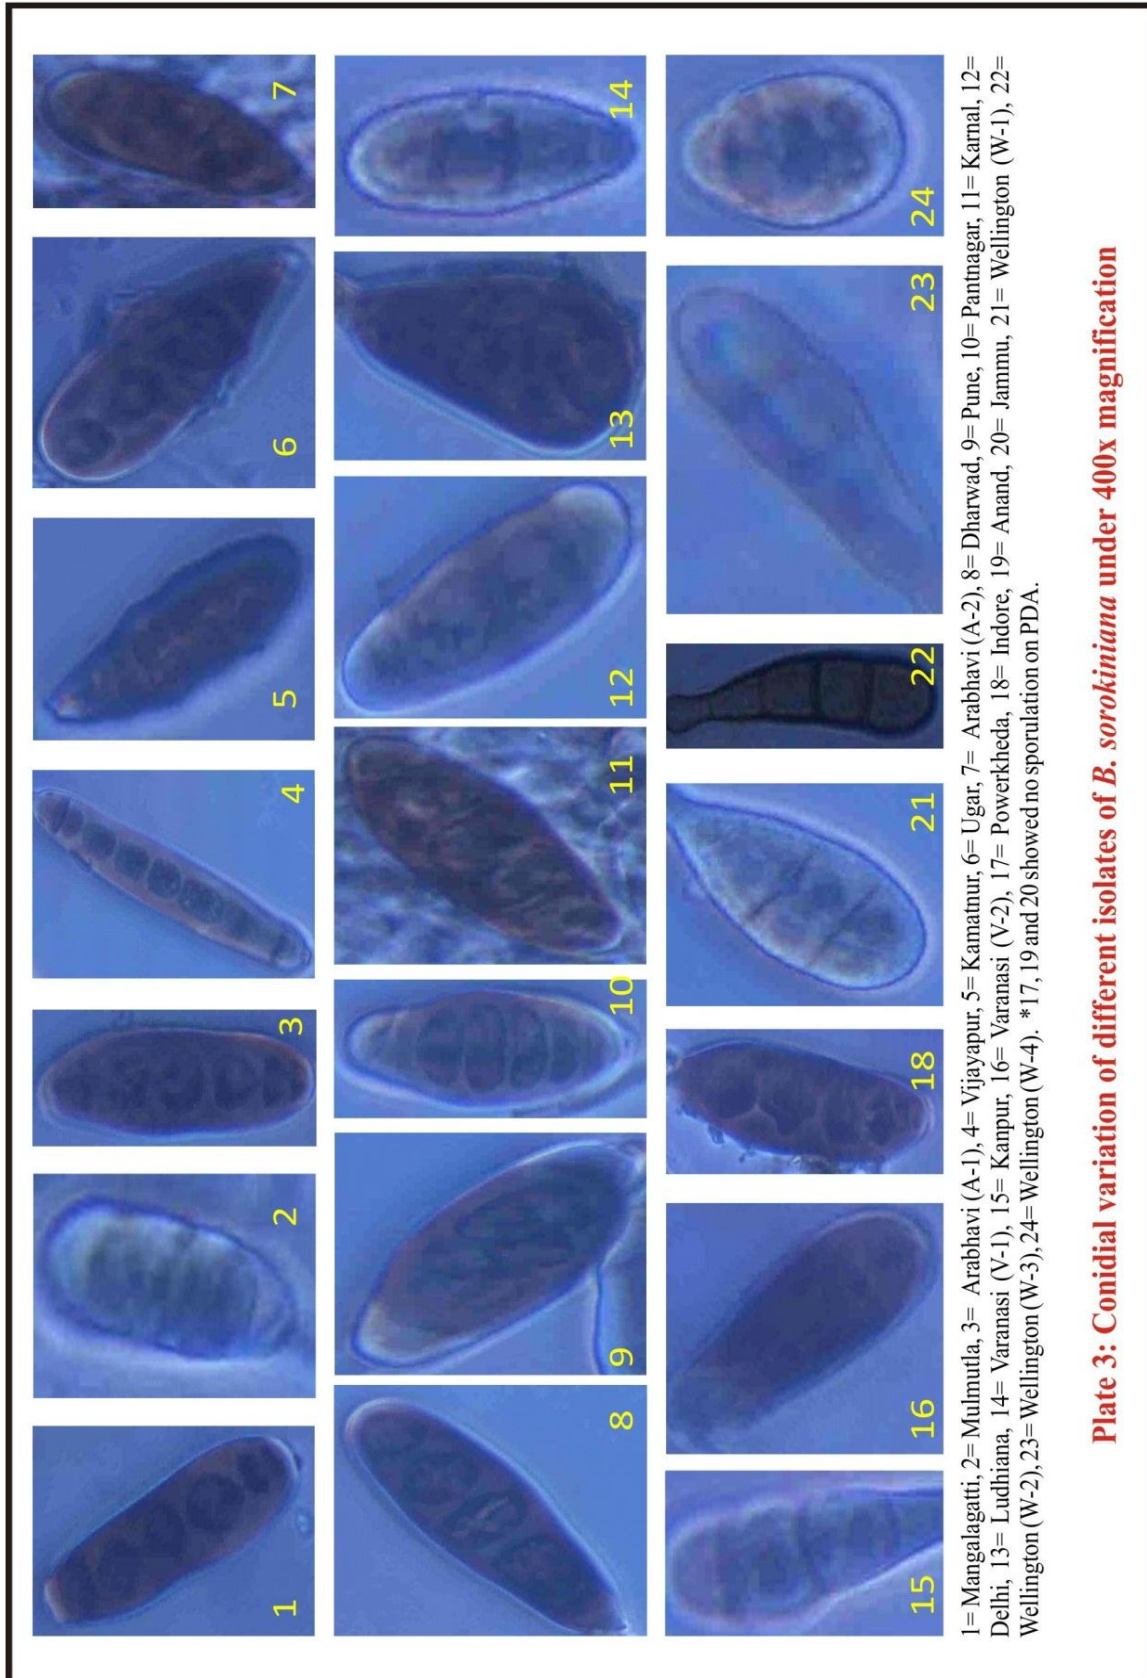 1 2 3 4 5 6 7
8 9 10 11 12 13 14
15 16 18 21 22 23 24
1= Mangalagatti, 2= Mulmutla, 3= Arabhavi (A-1), 4= Vijayapur, 5= Kamatnur, 6= Ugar, 7= Arabhavi (A-2), 8= Dharwad, 9= Pune, 10= Pantnagar, 11= Karnal, 12=
Delhi, 13= Ludhiana, 14= Varanasi (V-1), 15= Kanpur, 16= Varanasi (V-2), 17= Powerkheda, 18= Indore, 19= Anand, 20= Jammu, 21= Wellington (W-1), 22=
Wellington (W-2), 23= Wellington (W-3), 24= Wellington (W-4). *17, 19 and 20 showed no sporulation on PDA.
Plate 3: Conidial variation of different isolates of B. sorokiniana under 400x magnification